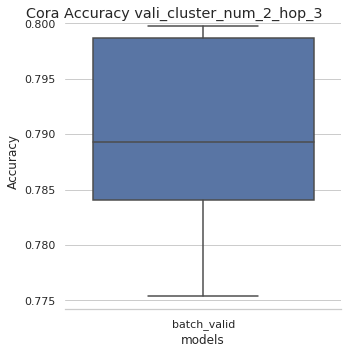 Cora Accuracy vali_cluster_num_2_hop_3
0.800
0.795
0.790
0.785
0.780
0.775
Accuracy
batch_valid
models